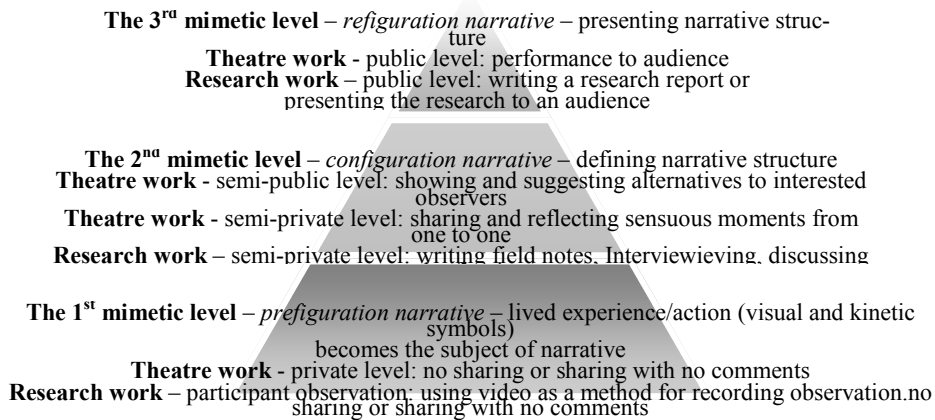 The 3rd mimetic level – refiguration narrative – presenting narrative struc-
ture
Theatre work - public level: performance to audience
Research work – public level: writing a research report or
presenting the research to an audience
The 2nd mimetic level – configuration narrative – defining narrative structure
Theatre work - semi-public level: showing and suggesting alternatives to interested
observers
Theatre work - semi-private level: sharing and reflecting sensuous moments from
one to one
Research work – semi-private level: writing field notes, Interviewieving, discussing
The 1st mimetic level – prefiguration narrative – lived experience/action (visual and kinetic
symbols)
becomes the subject of narrative
Theatre work - private level: no sharing or sharing with no comments
Research work – participant observation: using video as a method for recording observation.no
sharing or sharing with no comments